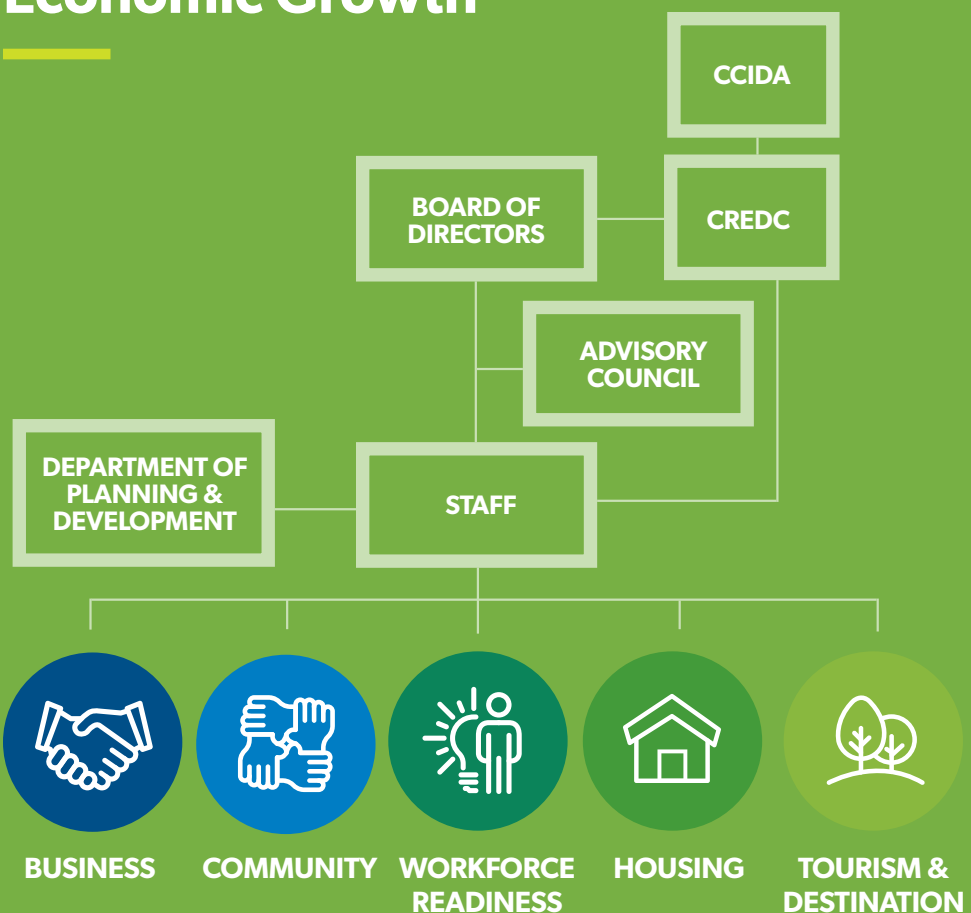 Economic Growth
CCIDA
BOARD OF
DIRECTORS
CREDC
ADVISORY
COUNCIL
DEPARTMENT OF
PLANNING &
DEVELOPMENT
STAFF
BUSINESS
COMMUNITY
WORKFORCE
READINESS
HOUSING
TOURISM &
DESTINATION